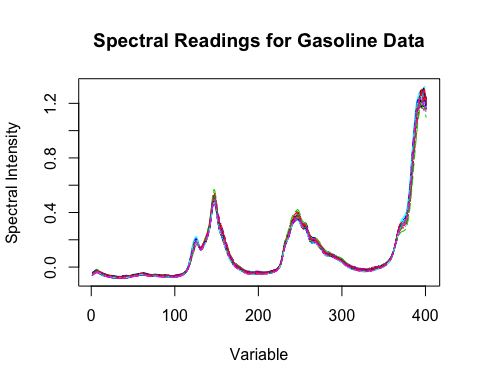 Spectral Readings for Gasoline Data
Spectral Intensity
1.2
0.8
0.4
0.0
0 100 200 300 400
Variable